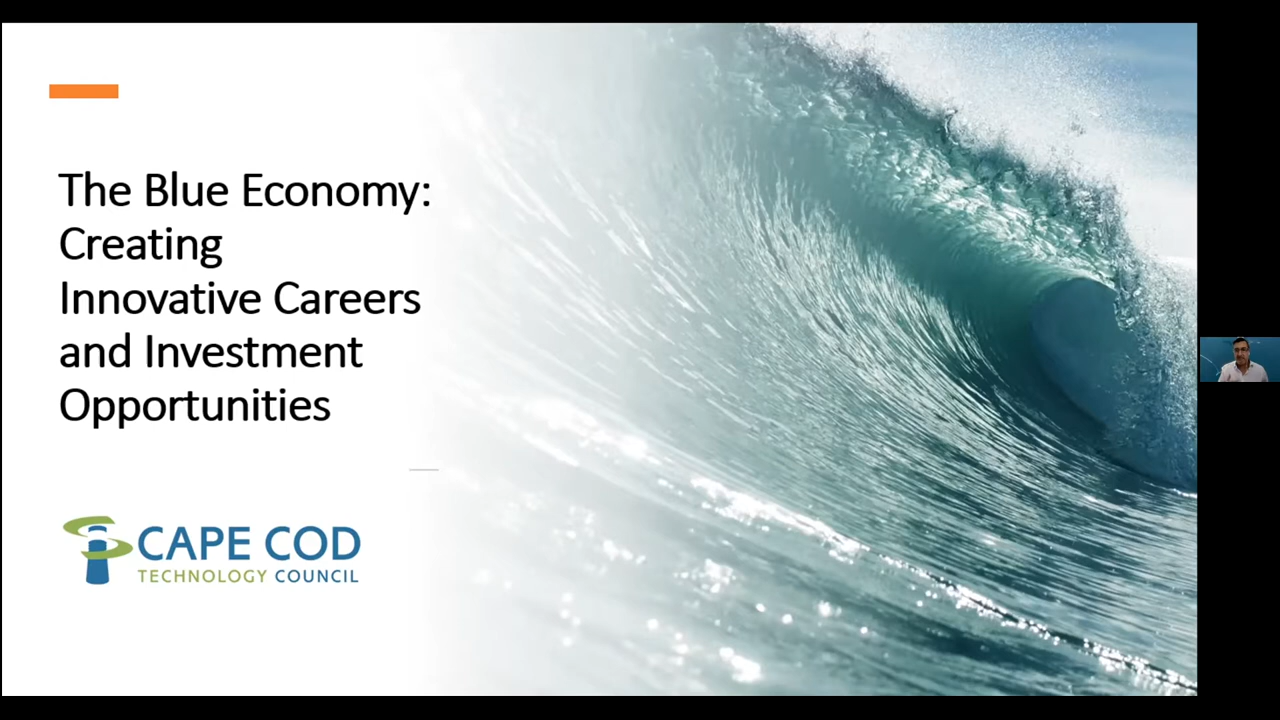 The Blue Economy:
Creating
Innovative Careers
and Investment
Opportunities
CAPE COD
TECHNOLOGY COUNCIL